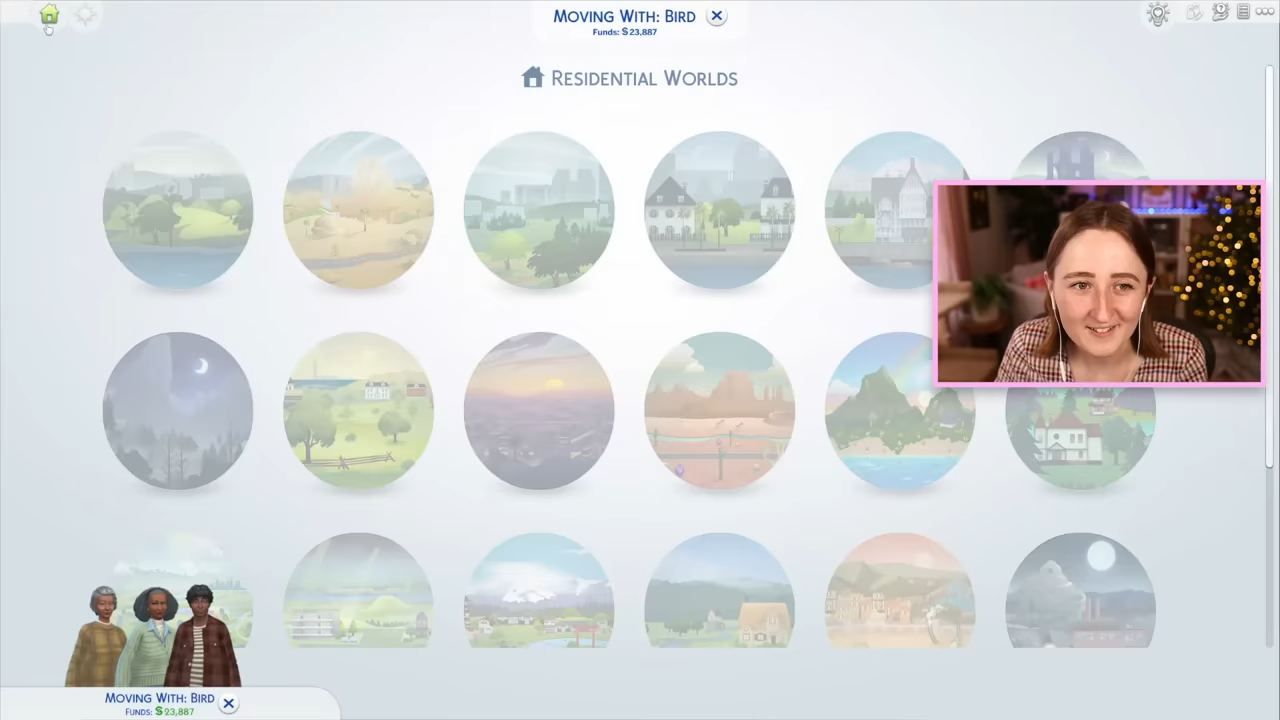 MOVING WITH: BIRD
Funds: $23,887
RESIDENTIAL WORLDS
MOVING WITH: BIRD
FUNDS: $23,887